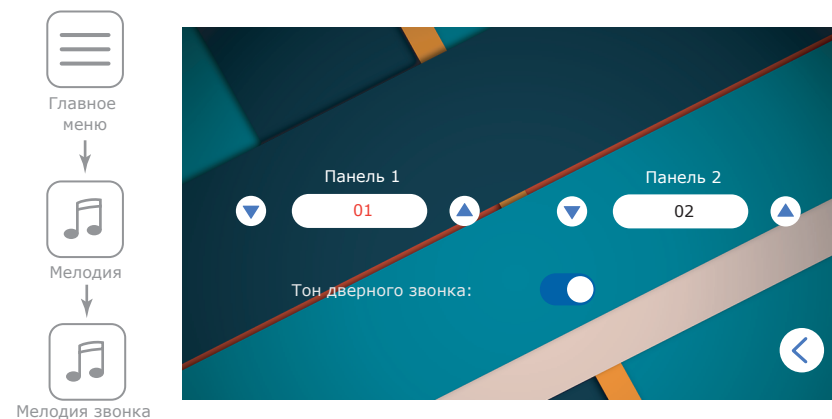 Главное
меню
Мелодия
Мелодия звонка
Панель 1
01
Панель 2
02
Тон дверного звонка: